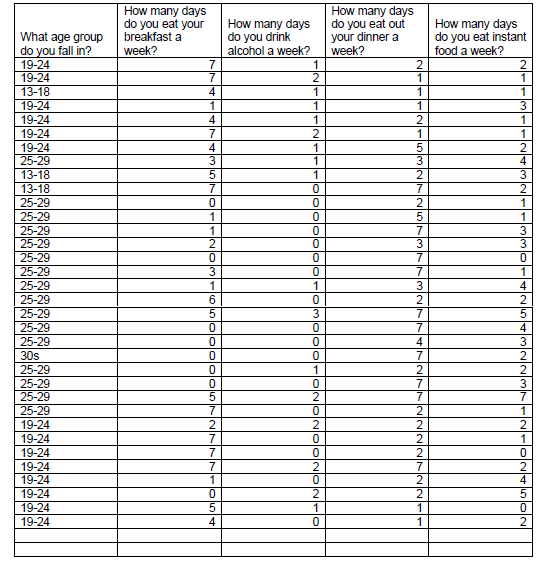 What age group do you fall in? How many days do you eat your breakfast a week? How many days do you drink alcohol a week? How many days do you eat out your dinner a week? How many days do you eat instant food a week?
19-24 7 1 2 2
19-24 7 2 1 1
13-18 4 1 1 1
19-24 1 1 1 3
19-24 4 1 2 1
19-24 7 2 1 1
19-24 4 1 5 2
25-29 3 1 3 4
13-18 5 1 2 3
13-18 7 0 7 2
25-29 0 0 2 1
25-29 1 0 5 1
25-29 1 0 7 3
25-29 2 0 3 3
25-29 0 0 7 0
25-29 3 0 7 1
25-29 1 1 3 4
25-29 6 0 2 2
25-29 5 3 7 5
25-29 0 0 7 4
25-29 0 0 4 3
30s 0 0 7 2
25-29 0 1 2 2
25-29 0 0 7 3
25-29 5 2 7 7
25-29 7 0 2 1
19-24 2 2 2 2
19-24 7 0 2 1
19-24 7 0 2 0
19-24 7 2 7 2
19-24 1 0 2 4
19-24 0 2 2 5
19-24 5 1 1 0
19-24 4 0 1 2